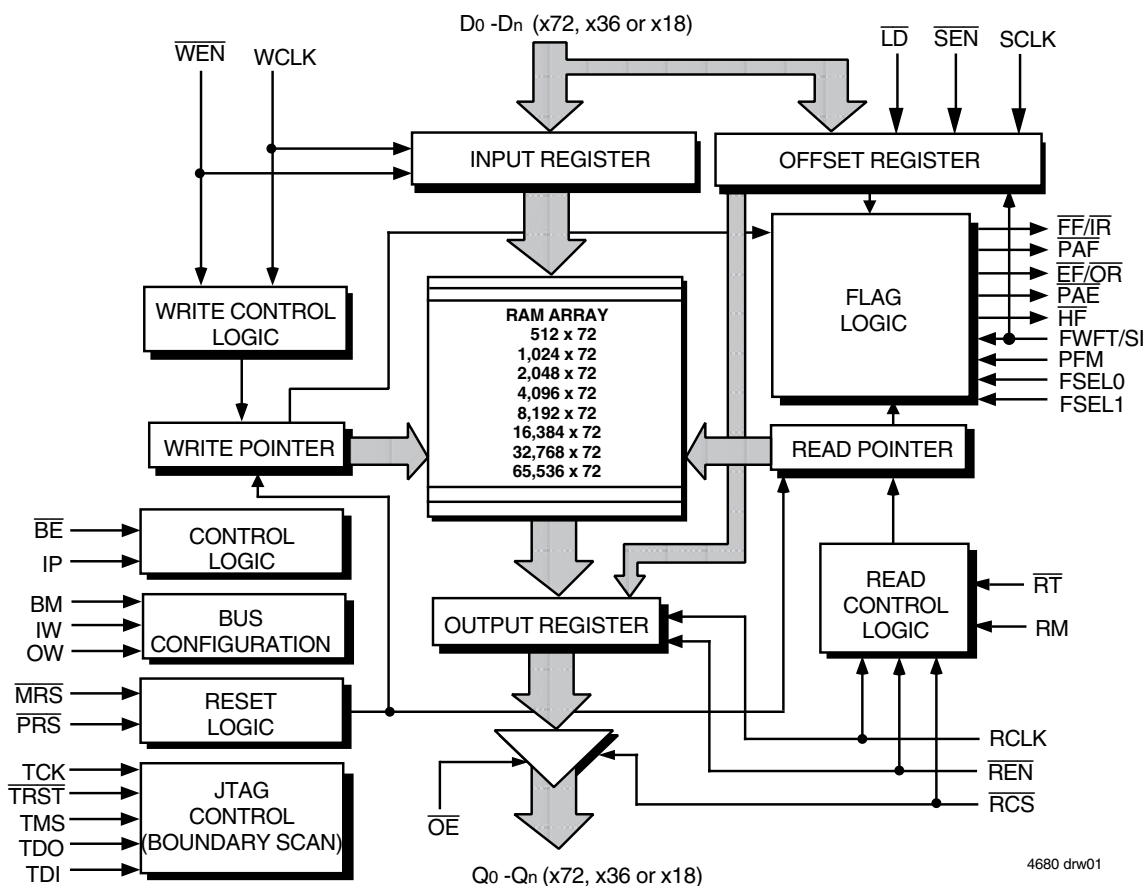 D0 -Dn (x72, x36 or x18)
WEN
WCLK
LD
SEN
SCLK
INPUT REGISTER
OFFSET REGISTER
FF/IR
PAF
EF/OR
PAE
HF
FWFT/SI
PFM
FSEL0
FSEL1
FLAG
LOGIC
WRITE CONTROL
LOGIC
RAM ARRAY
512 x 72
1,024 x 72
2,048 x 72
4,096 x 72
8,192 x 72
16,384 x 72
32,768 x 72
65,536 x 72
WRITE POINTER
READ POINTER
BE
IP
CONTROL
LOGIC
READ
CONTROL
LOGIC
RT
RM
BM
IW
OW
BUS
CONFIGURATION
OUTPUT REGISTER
MRS
PRS
RESET
LOGIC
RCLK
REN
RCS
TCK
TRST
TMS
TDO
TDI
JTAG
CONTROL
(BOUNDARY SCAN)
OE
Q0 -Qn (x72, x36 or x18)
4680 drw01